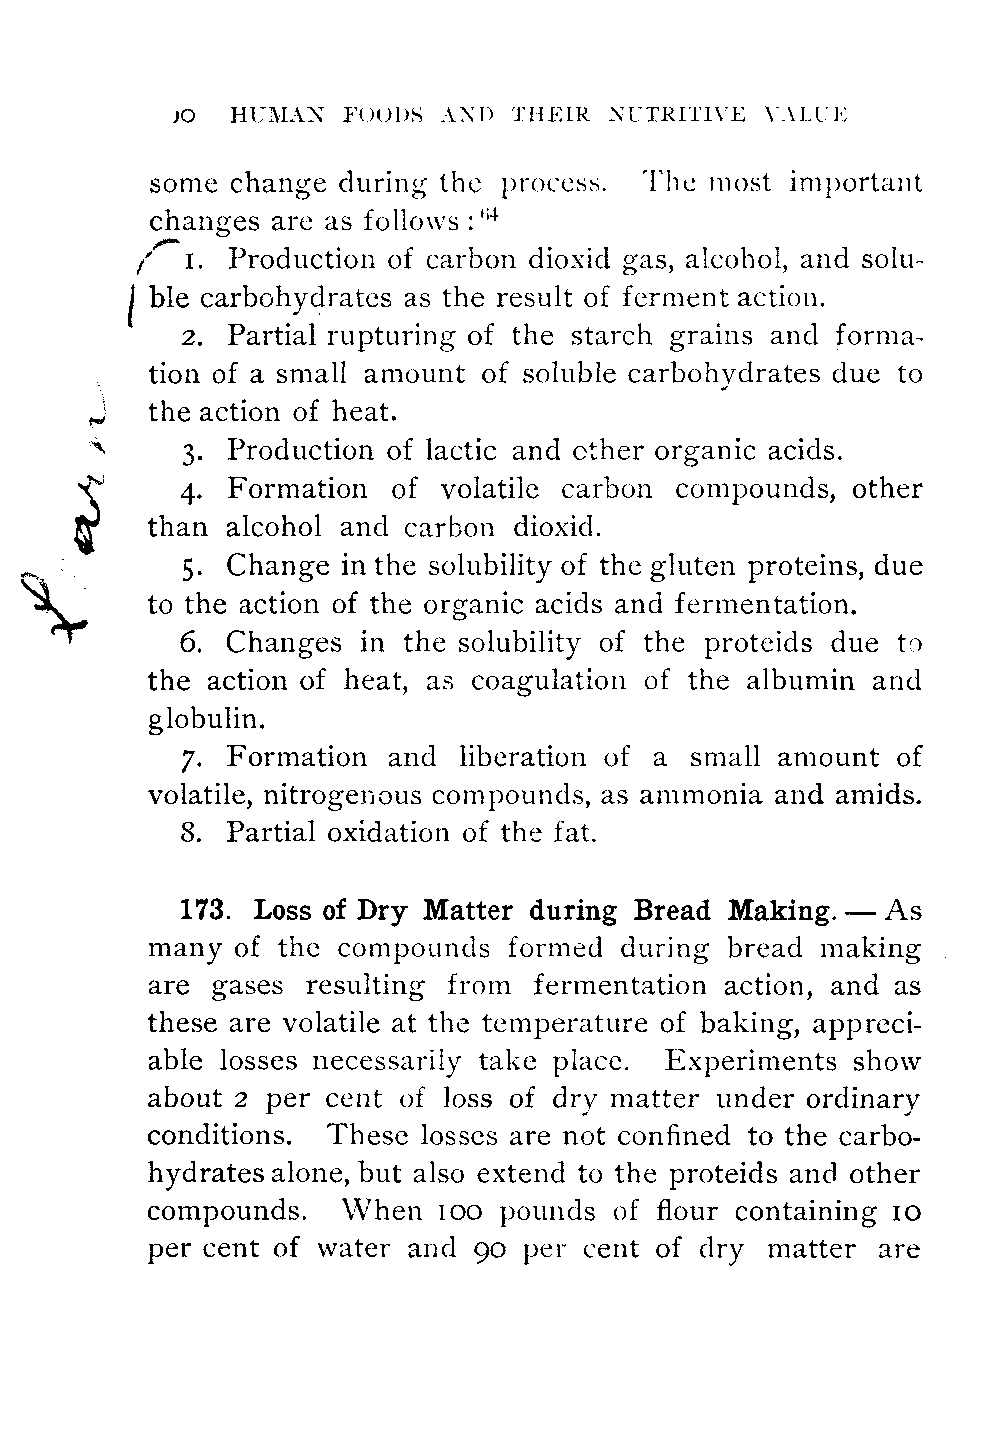 HUMAN FOODS AND THEIR NUTRITIVE VALUE
some change during the process. The most important
changes are as follows:⁶⁴
1. Production of carbon dioxid gas, alcohol, and solu-
ble carbohydrates as the result of ferment action.
2. Partial rupturing of the starch grains and forma-
tion of a small amount of soluble carbohydrates due to
the action of heat.
3. Production of lactic and other organic acids.
4. Formation of volatile carbon compounds, other
than alcohol and carbon dioxid.
5. Change in the solubility of the gluten proteins, due
to the action of the organic acids and fermentation.
6. Changes in the solubility of the proteids due to
the action of heat, as coagulation of the albumin and
globulin.
7. Formation and liberation of a small amount of
volatile, nitrogenous compounds, as ammonia and amids.
8. Partial oxidation of the fat.
173. Loss of Dry Matter during Bread Making. — As
many of the compounds formed during bread making
are gases resulting from fermentation action, and as
these are volatile at the temperature of baking, appreci-
able losses necessarily take place. Experiments show
about 2 per cent of loss of dry matter under ordinary
conditions. These losses are not confined to the carbo-
hydrates alone, but also extend to the proteids and other
compounds. When 100 pounds of flour containing 10
per cent of water and 90 per cent of dry matter are